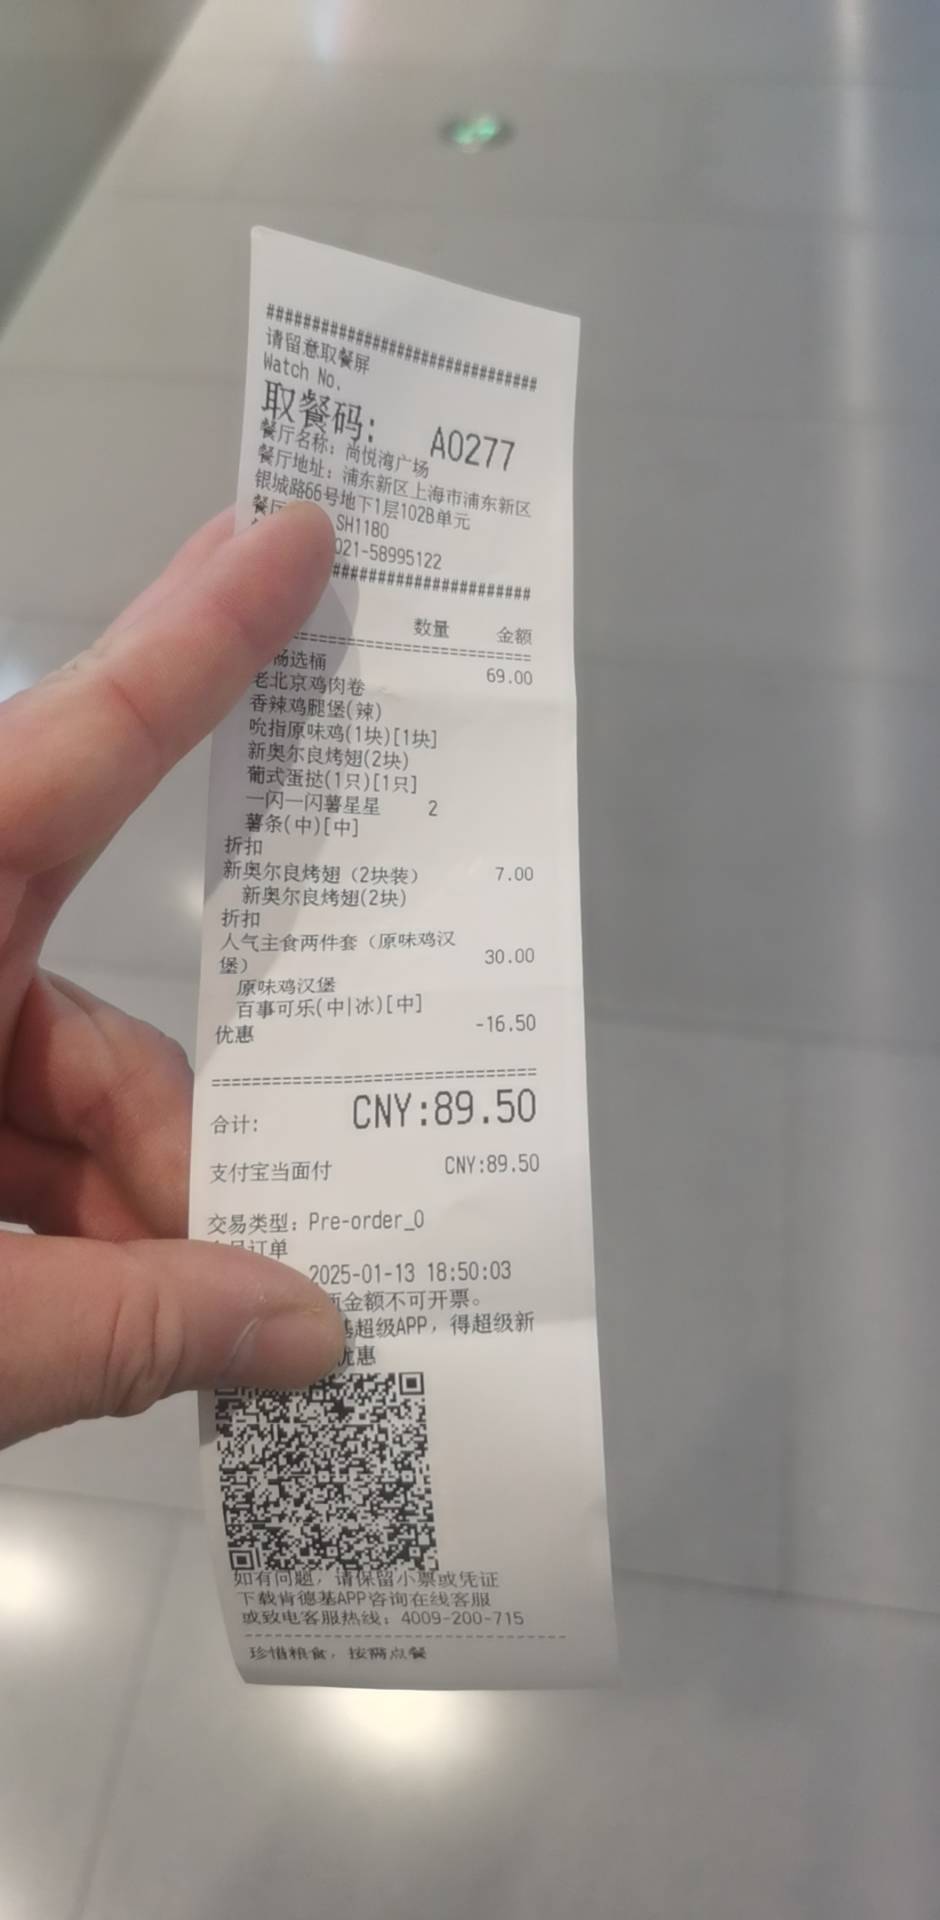 ##############################
请留意取餐屏
Watch No.
取餐码: A0277
餐厅名称: 尚悦湾广场
餐厅地址: 浦东新区上海市浦东新区
银城路66号地下1层102B单元
餐厅 SH1180
021-58995122
######################
数量 金额
==============================
畅选桶 69.00
老北京鸡肉卷
香辣鸡腿堡(辣)
吮指原味鸡(1块)[1块]
新奥尔良烤翅(2块)
葡式蛋挞(1只)[1只]
一闪一闪薯星星 2
薯条(中)[中]
折扣
新奥尔良烤翅（2块装） 7.00
新奥尔良烤翅(2块)
折扣
人气主食两件套（原味鸡汉 30.00
堡）
原味鸡汉堡
百事可乐(中|冰)[中]
优惠 -16.50
================================
合计: CNY:89.50
支付宝当面付 CNY:89.50
交易类型: Pre-order_0
订单
2025-01-13 18:50:03
金额不可开票。
基超级APP，得超级新
优惠
如有问题，请保留小票或凭证
下载肯德基APP咨询在线客服
或致电客服热线: 4009-200-715
--------------------------------
珍惜粮食，按需点餐